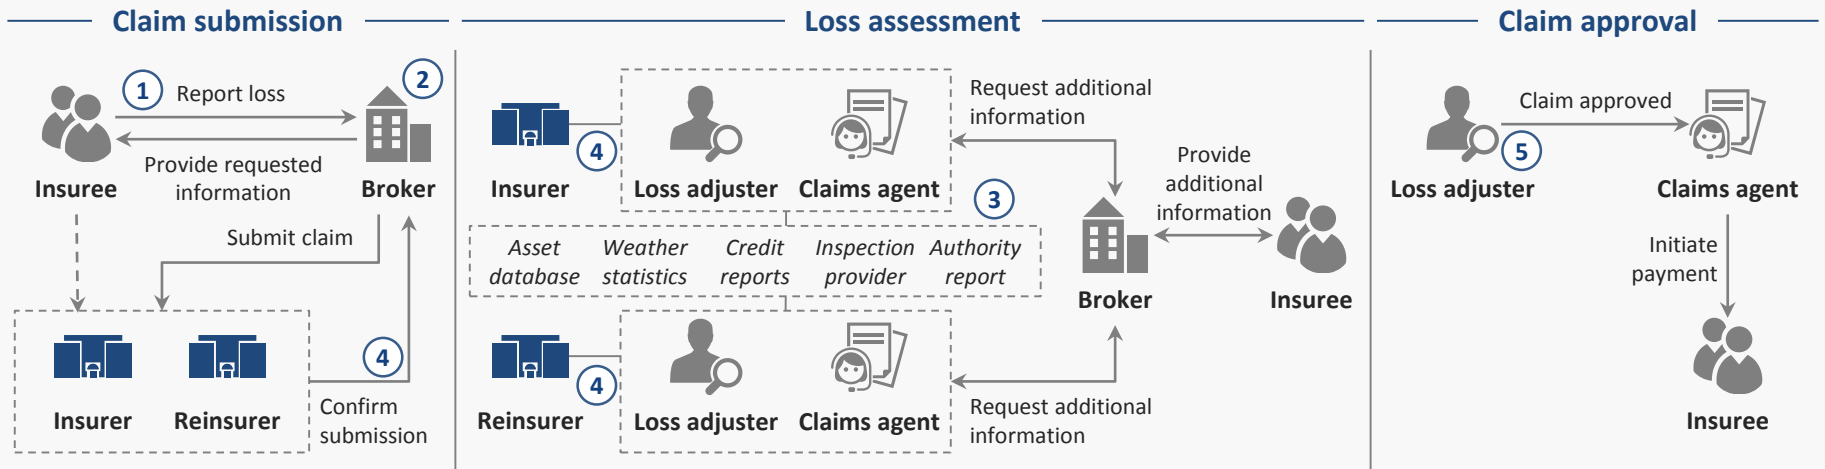 Claim submission
1
Report loss
2
Provide requested
information
Insuree
Broker
Submit claim
4
Insurer
Reinsurer
Confirm
submission
Loss assessment
Insurer
4
Loss adjuster
Claims agent
Request additional
information
3
Asset
database
Weather
statistics
Credit
reports
Inspection
provider
Authority
report
Provide
additional
information
Broker
Insuree
Reinsurer
4
Loss adjuster
Claims agent
Request additional
information
Claim approval
Claim approved
5
Loss adjuster
Claims agent
Initiate
payment
Insuree